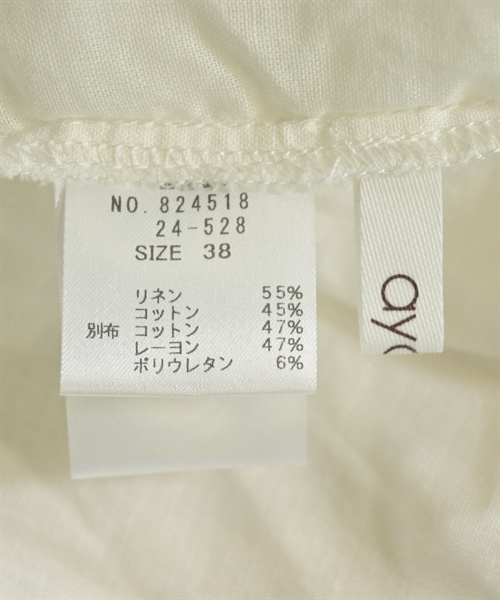 NO. 824518
24-528
SIZE 38
リネン 55%
コットン 45%
別布 コットン 47%
レーヨン 47%
ポリウレタン 6%